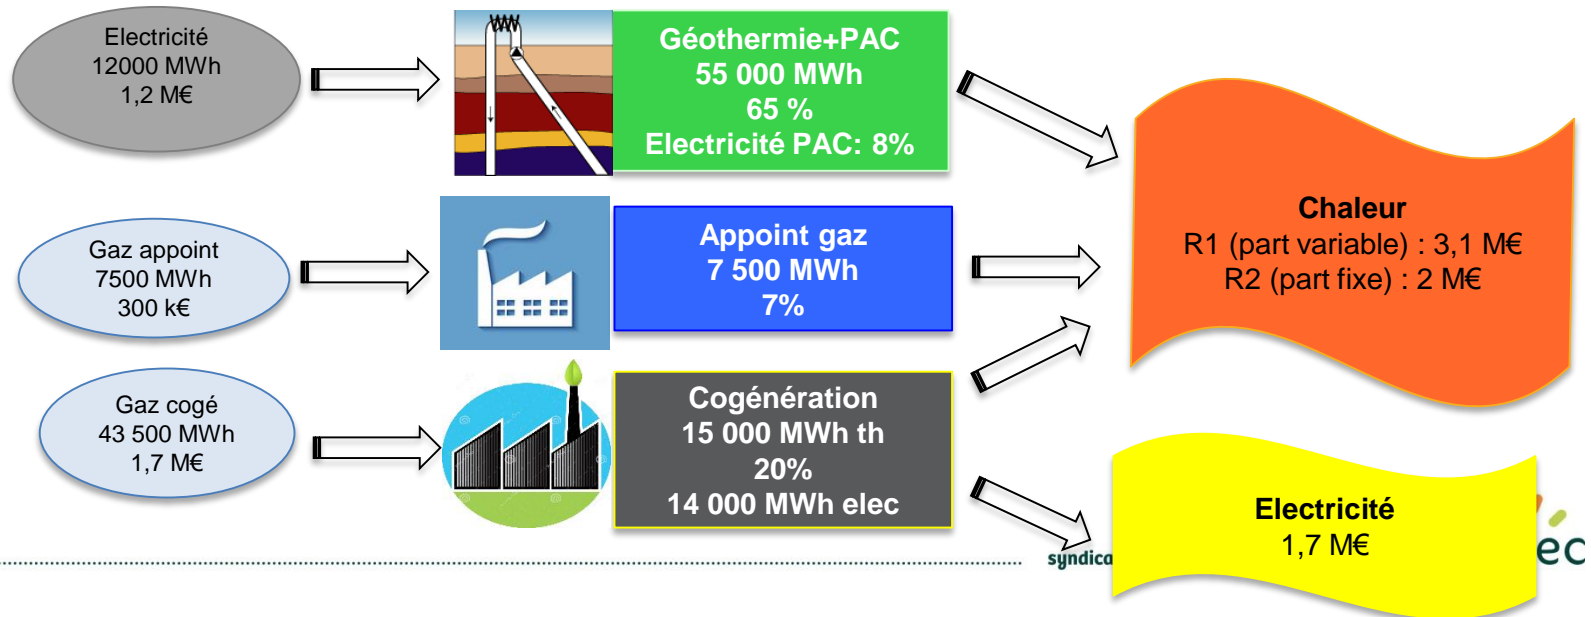 Electricité
12000 MWh
1,2 M€
Géothermie+PAC
55 000 MWh
65 %
Electricité PAC: 8%
Gaz appoint
7500 MWh
300 k€
Appoint gaz
7 500 MWh
7%
Chaleur
R1 (part variable) : 3,1 M€
R2 (part fixe) : 2 M€
Gaz cogé
43 500 MWh
1,7 M€
Cogénération
15 000 MWh th
20%
14 000 MWh elec
Electricité
1,7 M€